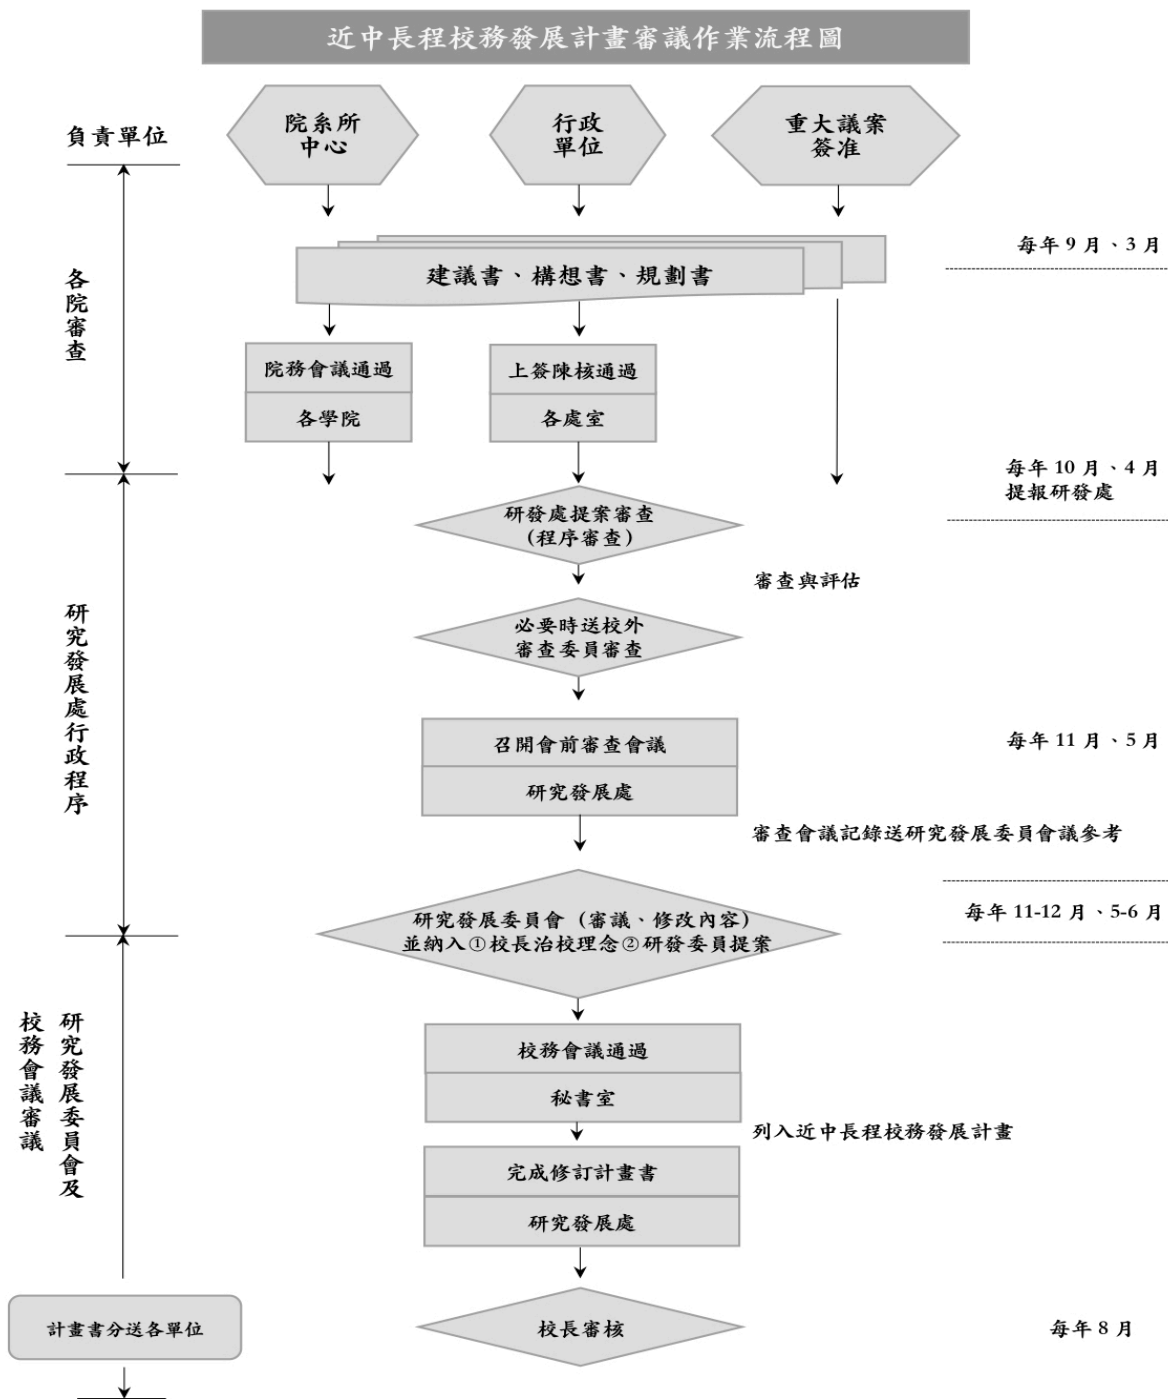 近中長程校務發展計畫審議作業流程圖
負責單位
院系所
中心
行政
單位
重大議案
簽准
每年 9 月、3 月
建議書、構想書、規劃書
各院審查
院務會議通過
各學院
上簽陳核通過
各處室
每年 10 月、4 月
提報研發處
研發處提案審查
(程序審查)
審查與評估
必要時送校外
審查委員審查
研究發展處行政程序
召開會前審查會議
研究發展處
每年 11 月、5 月
審查會議記錄送研究發展委員會議參考
研究發展委員會（審議、修改內容）
並納入①校長治校理念②研發委員提案
每年 11-12 月、5-6 月
研究發展委員會及
校務會議審議
校務會議通過
秘書室
列入近中長程校務發展計畫
完成修訂計畫書
研究發展處
計畫書分送各單位
校長審核
每年 8 月